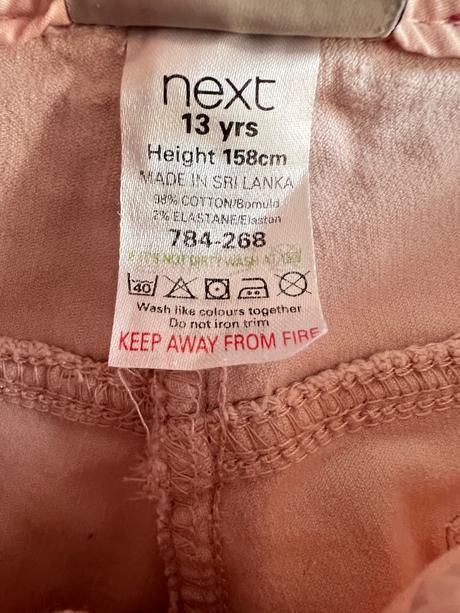 next
13 yrs
Height 158cm
MADE IN SRI LANKA
98% COTTON/Bomuld
2% ELASTANE/Elastan
784-268
IF IT'S NOT DIRTY WASH AT
40
Wash like colours together
Do not iron trim
KEEP AWAY FROM FIRE